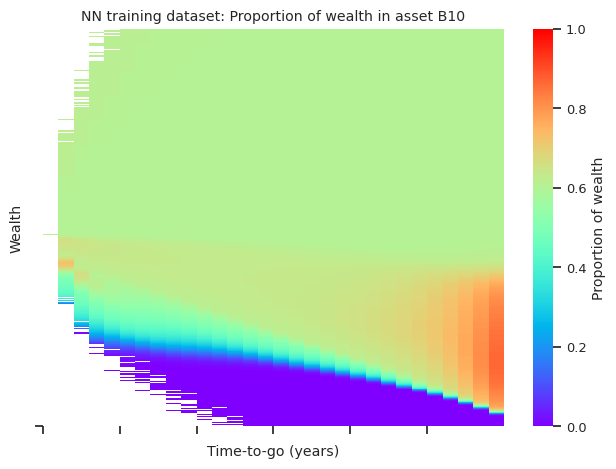 NN training dataset: Proportion of wealth in asset B10
Wealth
Time-to-go (years)
1.0
0.8
0.6
0.4
0.2
0.0
Proportion of wealth